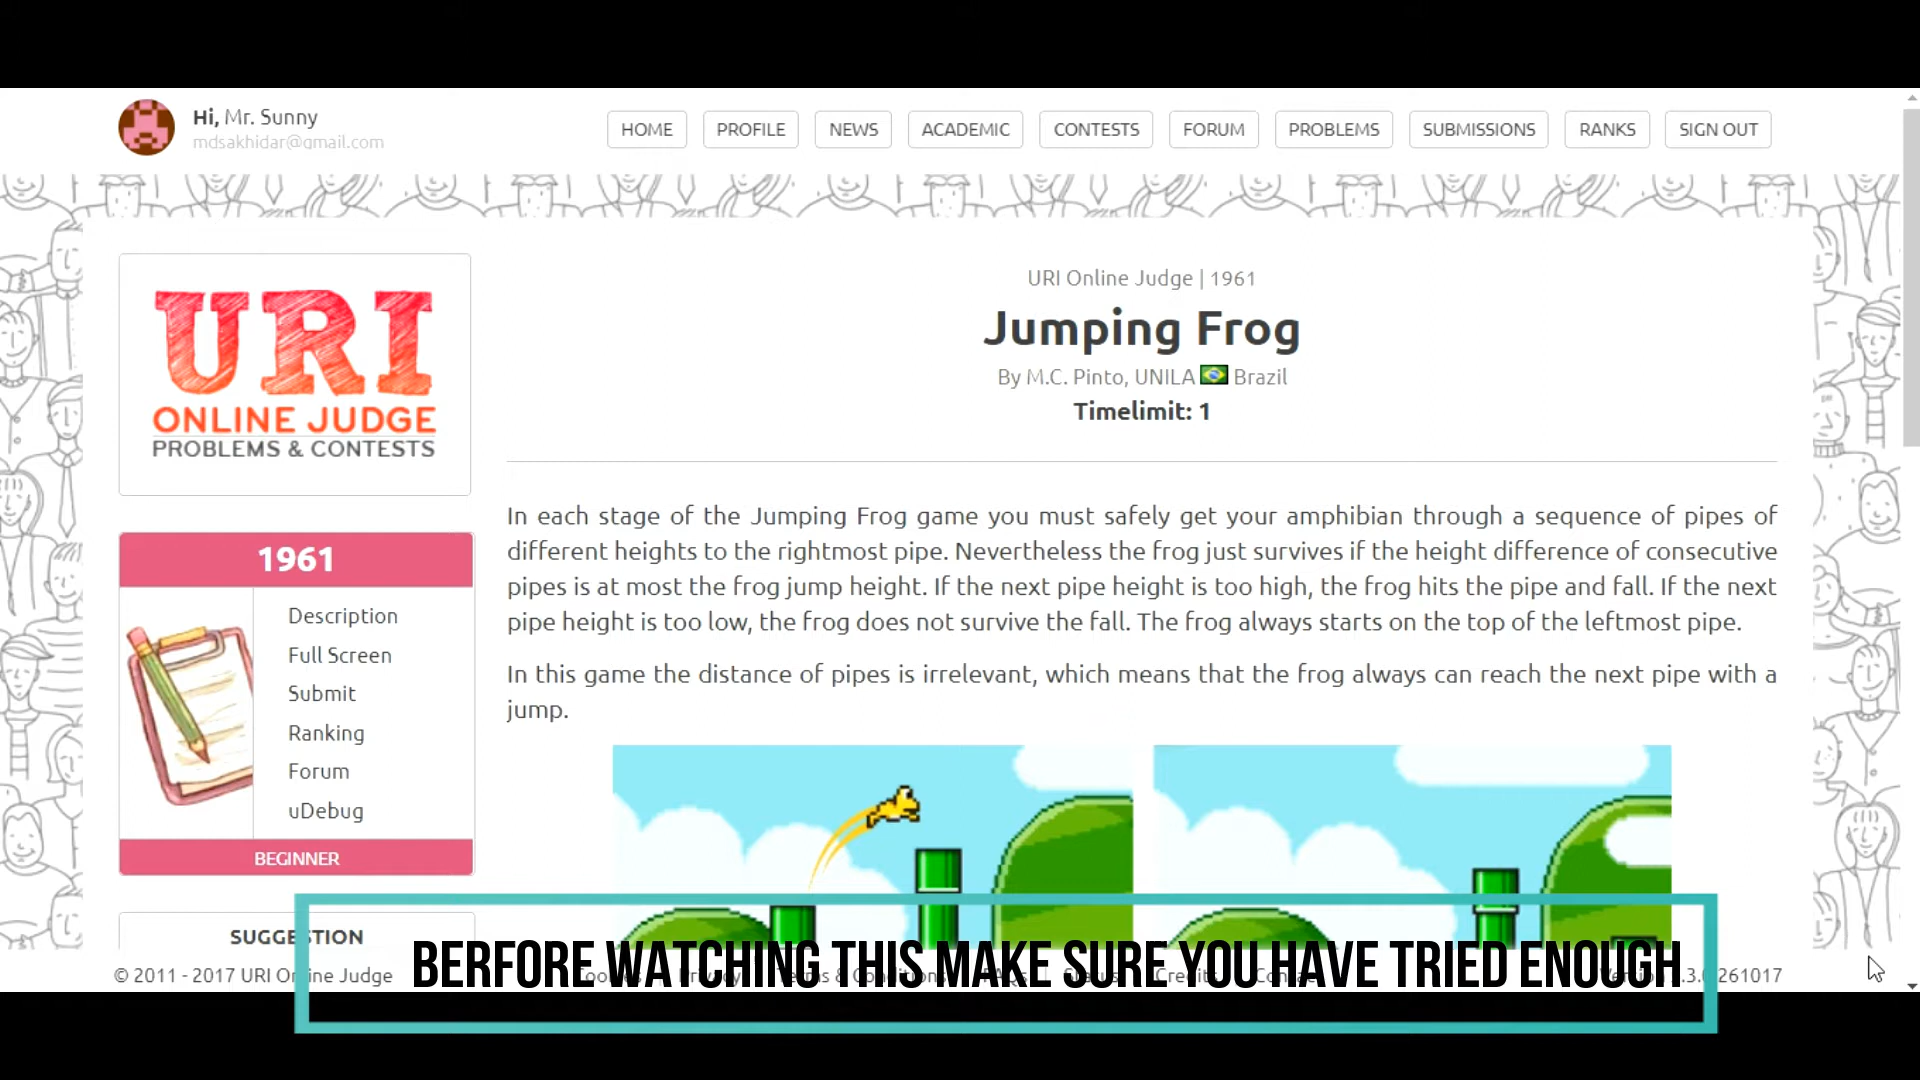 Hi, Mr. Sunny
mdsakhidar@gmail.com
HOME PROFILE NEWS ACADEMIC CONTESTS FORUM PROBLEMS SUBMISSIONS RANKS SIGN OUT
URI
ONLINE JUDGE
PROBLEMS & CONTESTS
1961
Description
Full Screen
Submit
Ranking
Forum
uDebug
BEGINNER
SUGGESTION
URI Online Judge | 1961
Jumping Frog
By M.C. Pinto, UNILA Brazil
Timelimit: 1
In each stage of the Jumping Frog game you must safely get your amphibian through a sequence of pipes of
different heights to the rightmost pipe. Nevertheless the frog just survives if the height difference of consecutive
pipes is at most the frog jump height. If the next pipe height is too high, the frog hits the pipe and fall. If the next
pipe height is too low, the frog does not survive the fall. The frog always starts on the top of the leftmost pipe.
In this game the distance of pipes is irrelevant, which means that the frog always can reach the next pipe with a
jump.
BERFORE WATCHING THIS MAKE SURE YOU HAVE TRIED ENOUGH
© 2011 - 2017 URI Online Judge